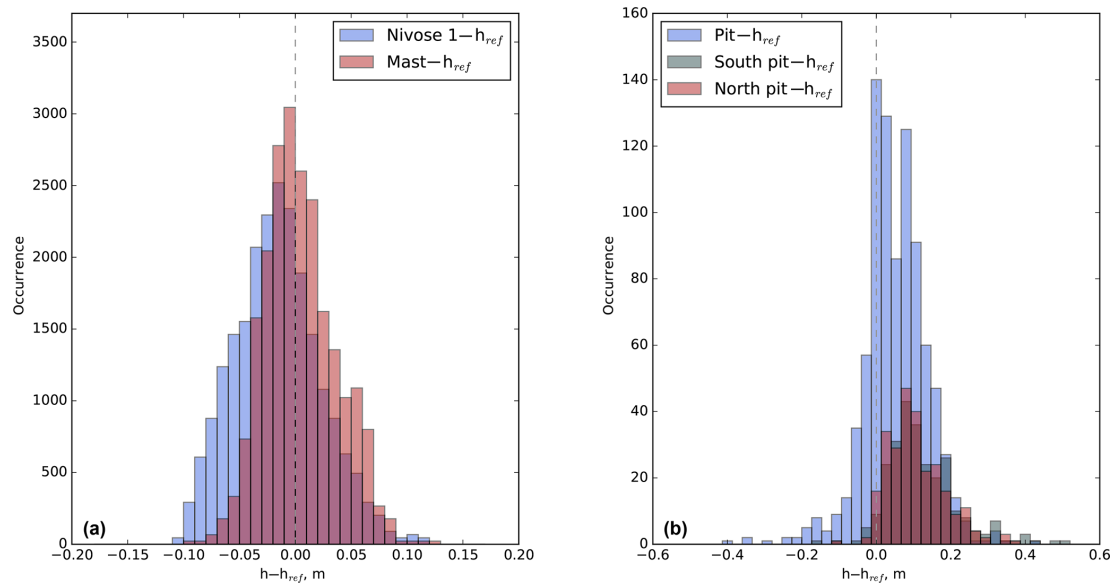 3500
3000
2500
2000
1500
1000
500
0
Occurrence
Nivose 1−h_ref
Mast−h_ref
(a)
−0.20 −0.15 −0.10 −0.05 0.00 0.05 0.10 0.15 0.20
h−h_ref, m
160
140
120
100
80
60
40
20
0
Occurrence
Pit−h_ref
South pit−h_ref
North pit−h_ref
(b)
−0.6 −0.4 −0.2 0.0 0.2 0.4 0.6
h−h_ref, m